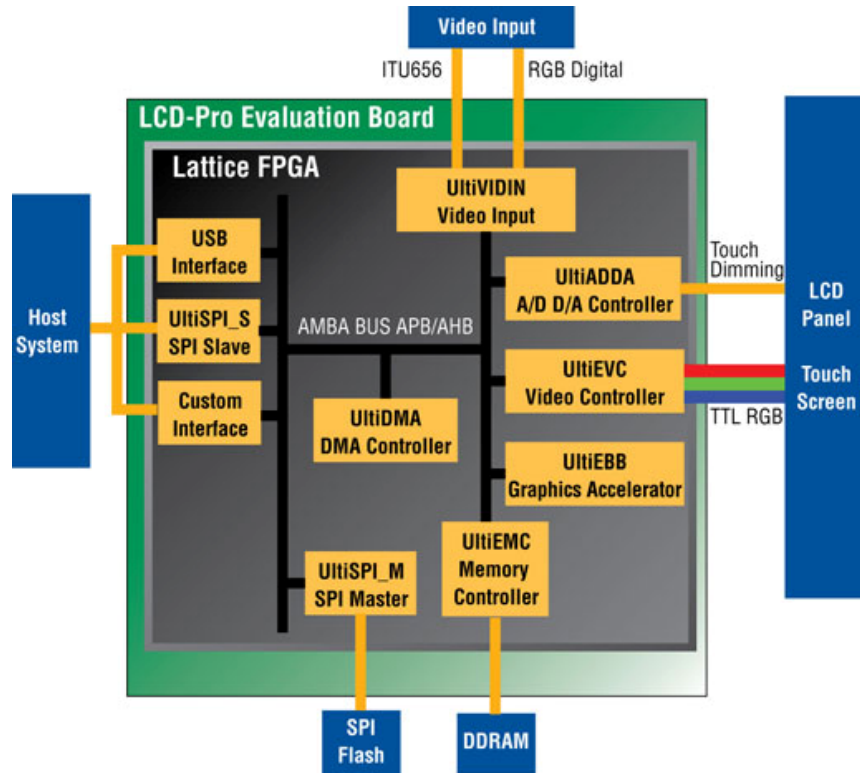 Video Input
ITU656
RGB Digital
LCD-Pro Evaluation Board
Lattice FPGA
UltiVIDIN
Video Input
USB
Interface
UltiADDA
A/D D/A Controller
Touch
Dimming
Host
System
UltiSPI_S
SPI Slave
AMBA BUS APB/AHB
LCD
Panel
Touch
Screen
UltiEVC
Video Controller
TTL RGB
Custom
Interface
UltiDMA
DMA Controller
UltiEBB
Graphics Accelerator
UltiSPI_M
SPI Master
UltiEMC
Memory
Controller
SPI
Flash
DDRAM